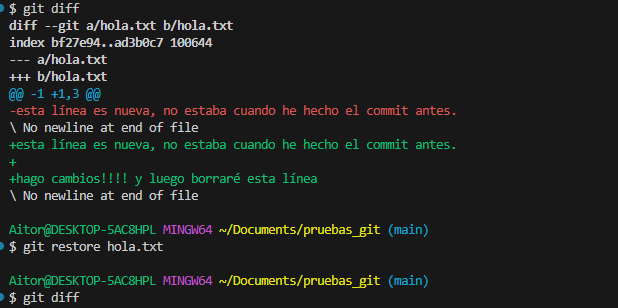 $ git diff
diff --git a/hola.txt b/hola.txt
index bf27e94..ad3b0c7 100644
--- a/hola.txt
+++ b/hola.txt
@@ -1 +1,3 @@
-esta línea es nueva, no estaba cuando he hecho el commit antes.
\ No newline at end of file
+esta línea es nueva, no estaba cuando he hecho el commit antes.
+
+hago cambios!!!! y luego borraré esta línea
\ No newline at end of file
Aitor@DESKTOP-5AC8HPL MINGW64 ~/Documents/pruebas_git (main)
$ git restore hola.txt
Aitor@DESKTOP-5AC8HPL MINGW64 ~/Documents/pruebas_git (main)
$ git diff